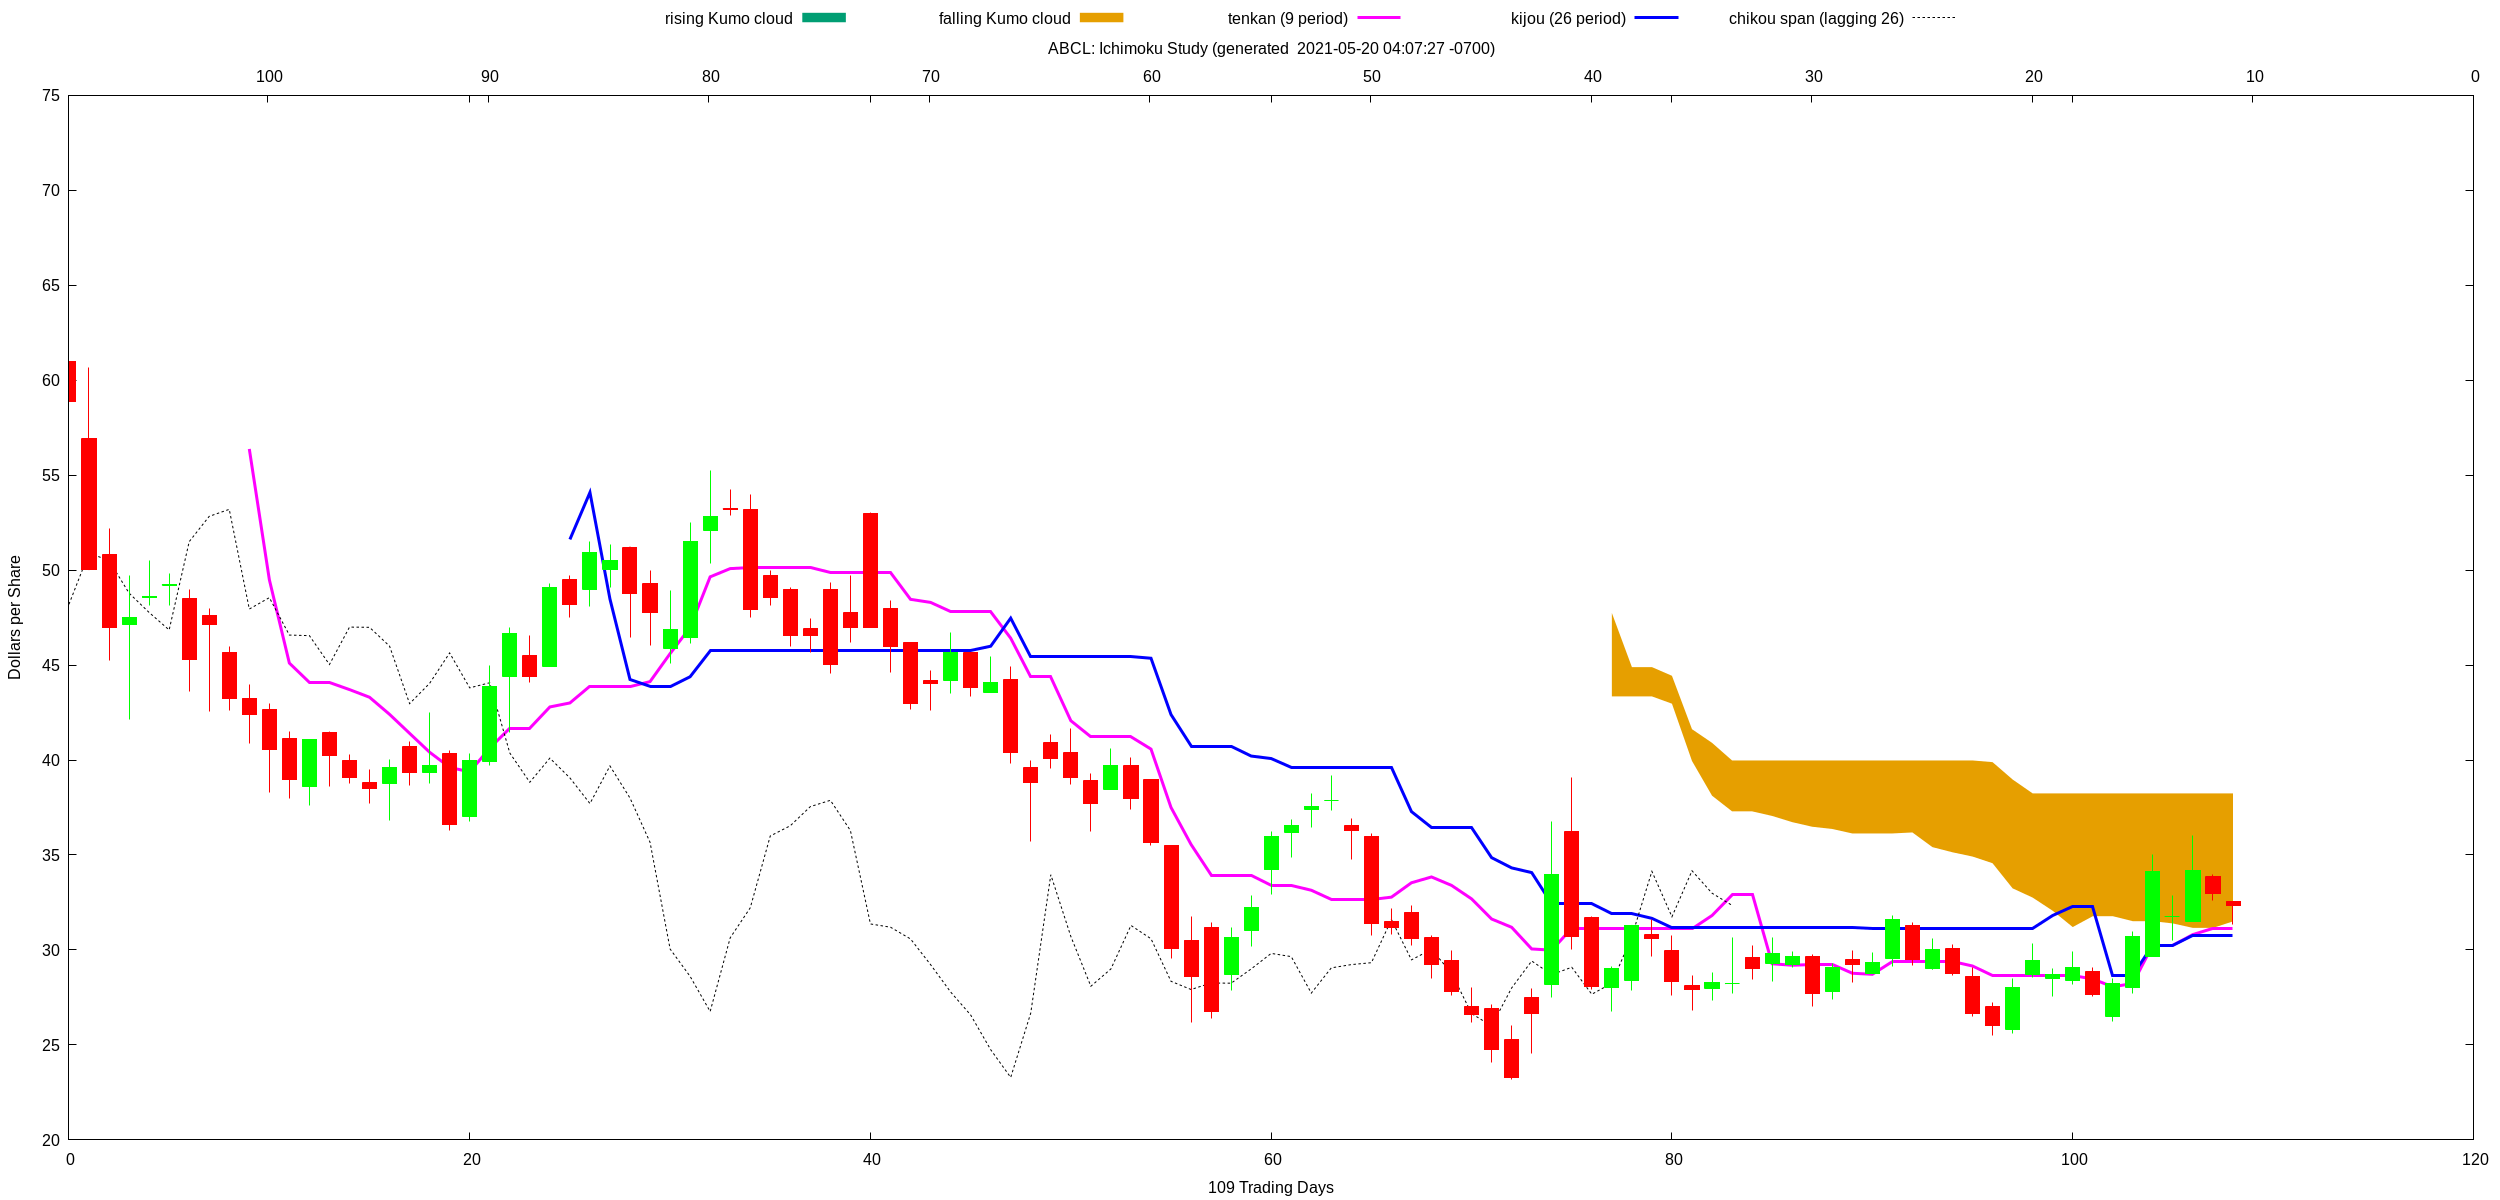 rising Kumo cloud falling Kumo cloud tenkan (9 period) kijou (26 period) chikou span (lagging 26)
ABCL: Ichimoku Study (generated  2021-05-20 04:07:27 -0700)
100 90 80 70 60 50 40 30 20 10 0
75
70
65
60
55
50
45
40
35
30
25
20
Dollars per Share
0 20 40 60 80 100 120
109 Trading Days